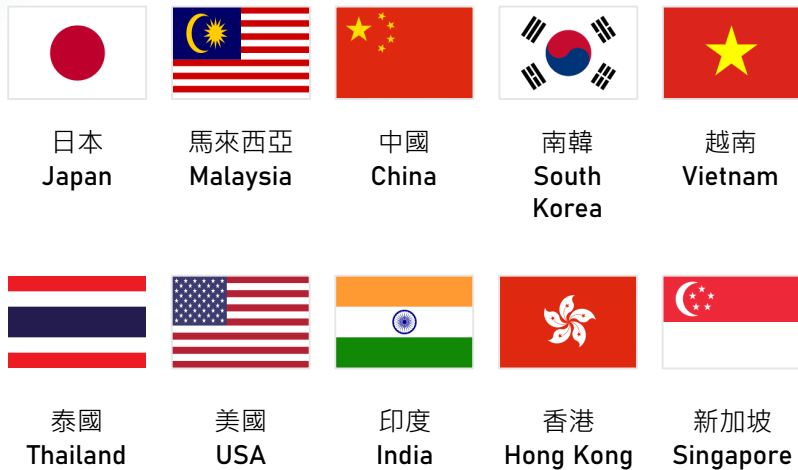 日本
Japan
馬來西亞
Malaysia
中國
China
南韓
South
Korea
越南
Vietnam
泰國
Thailand
美國
USA
印度
India
香港
Hong Kong
新加坡
Singapore